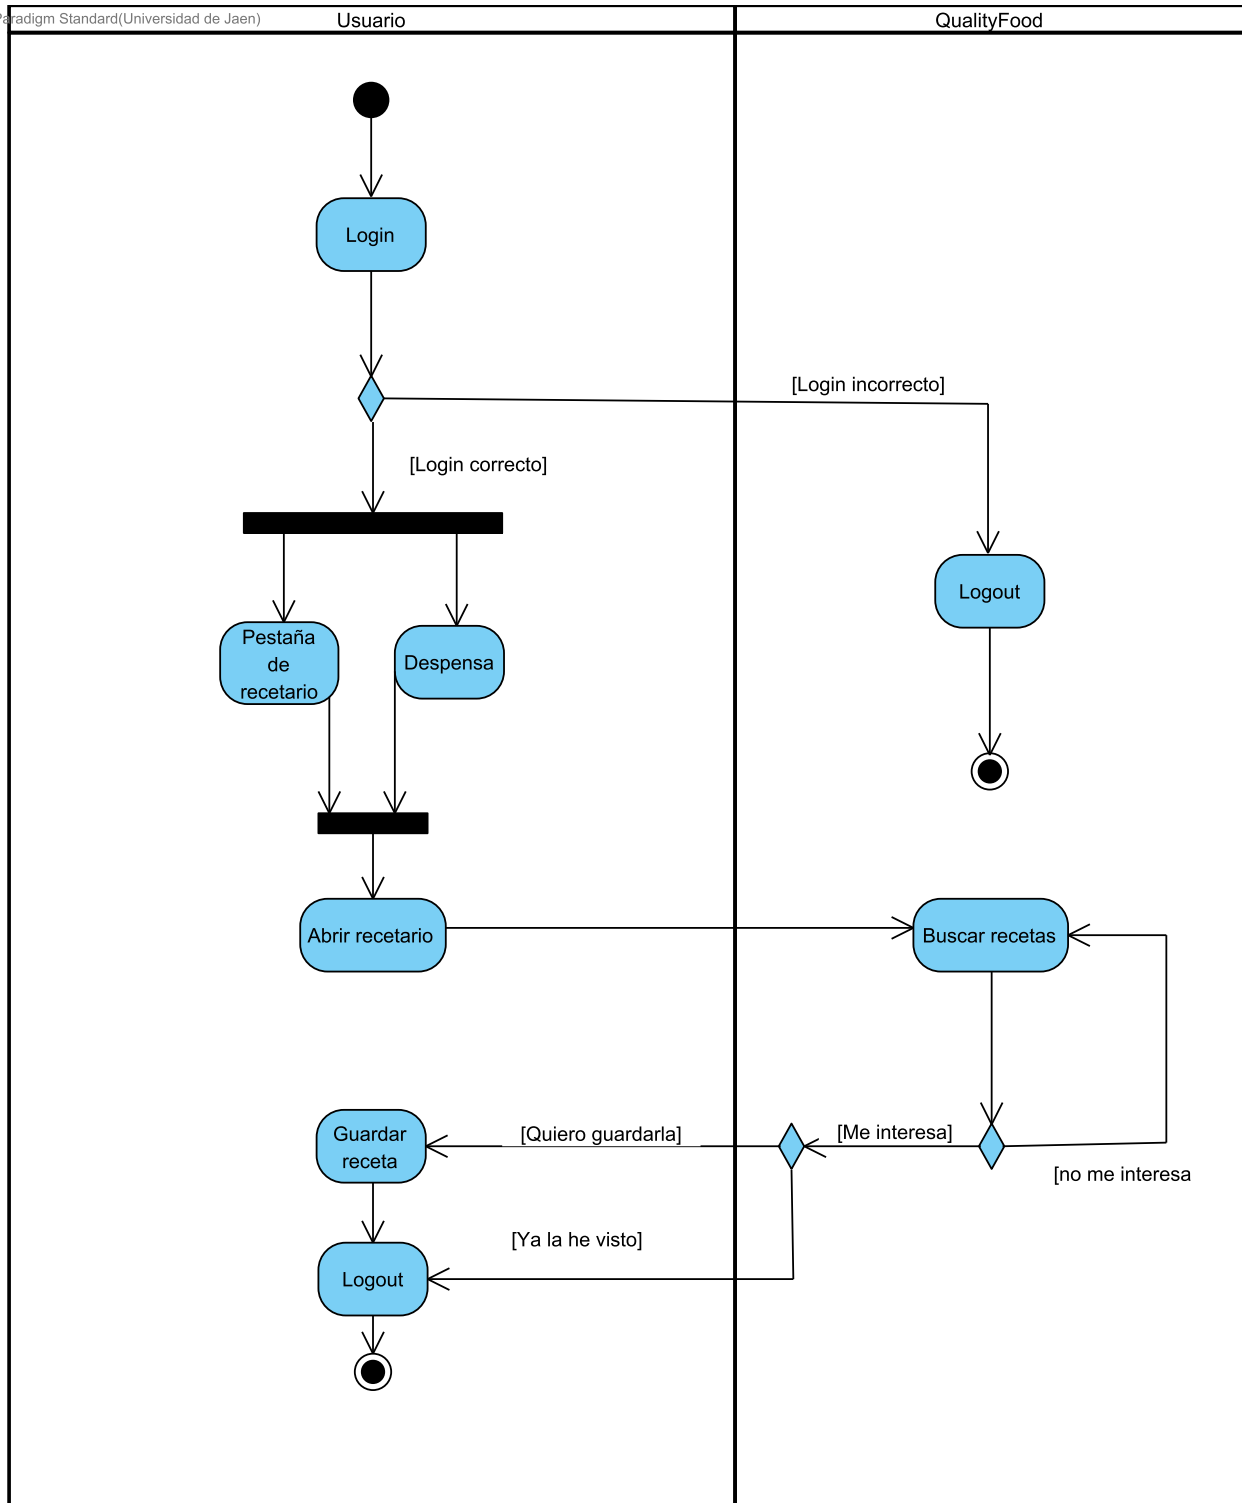 Paradigm Standard(Universidad de Jaen)
Usuario
QualityFood
Login
[Login incorrecto]
[Login correcto]
Logout
Pestaña
de
recetario
Despensa
Abrir recetario
Buscar recetas
Guardar
receta
[Quiero guardarla]
[Me interesa]
[no me interesa
[Ya la he visto]
Logout